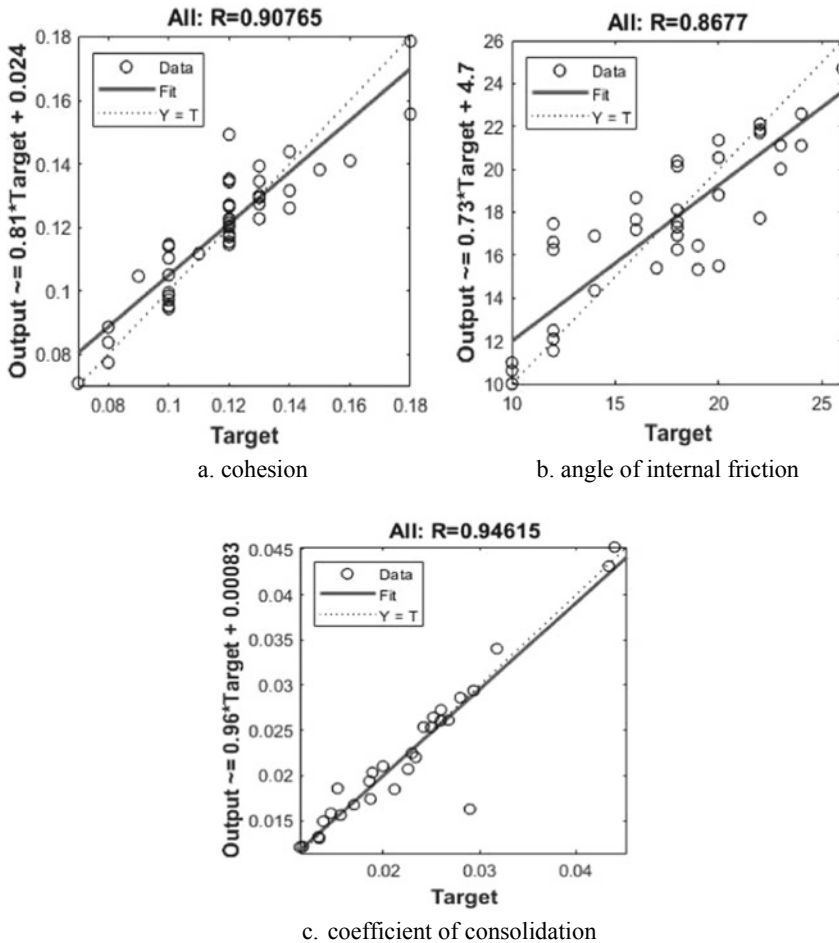 All: R=0.90765
Output ~= 0.81*Target + 0.024
0.18
0.16
0.14
0.12
0.1
0.08
Data
Fit
Y = T
0.08 0.1 0.12 0.14 0.16 0.18
Target
a. cohesion
All: R=0.8677
Output ~= 0.73*Target + 4.7
26
24
22
20
18
16
14
12
10
Data
Fit
Y = T
10 15 20 25
Target
b. angle of internal friction
All: R=0.94615
Output ~= 0.96*Target + 0.00083
0.045
0.04
0.035
0.03
0.025
0.02
0.015
Data
Fit
Y = T
0.02 0.03 0.04
Target
c. coefficient of consolidation